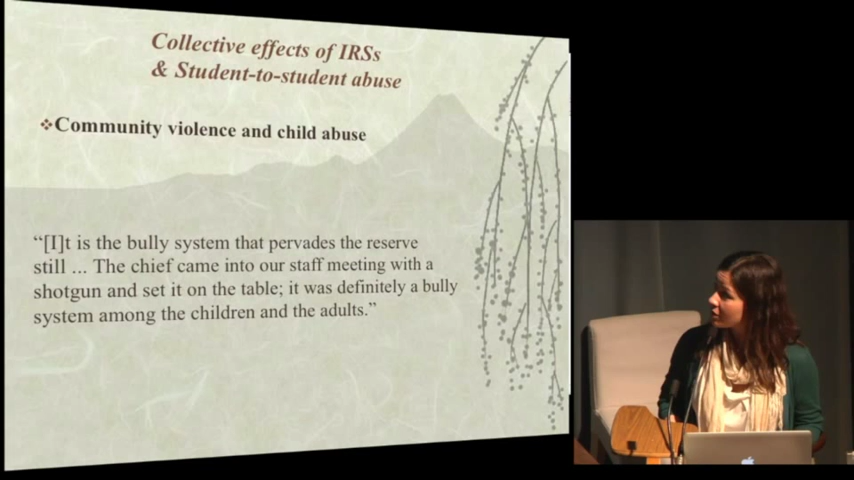 Collective effects of IRSs
& Student-to-student abuse
❖Community violence and child abuse
“[I]t is the bully system that pervades the reserve
still ... The chief came into our staff meeting with a
shotgun and set it on the table; it was definitely a bully
system among the children and the adults.”